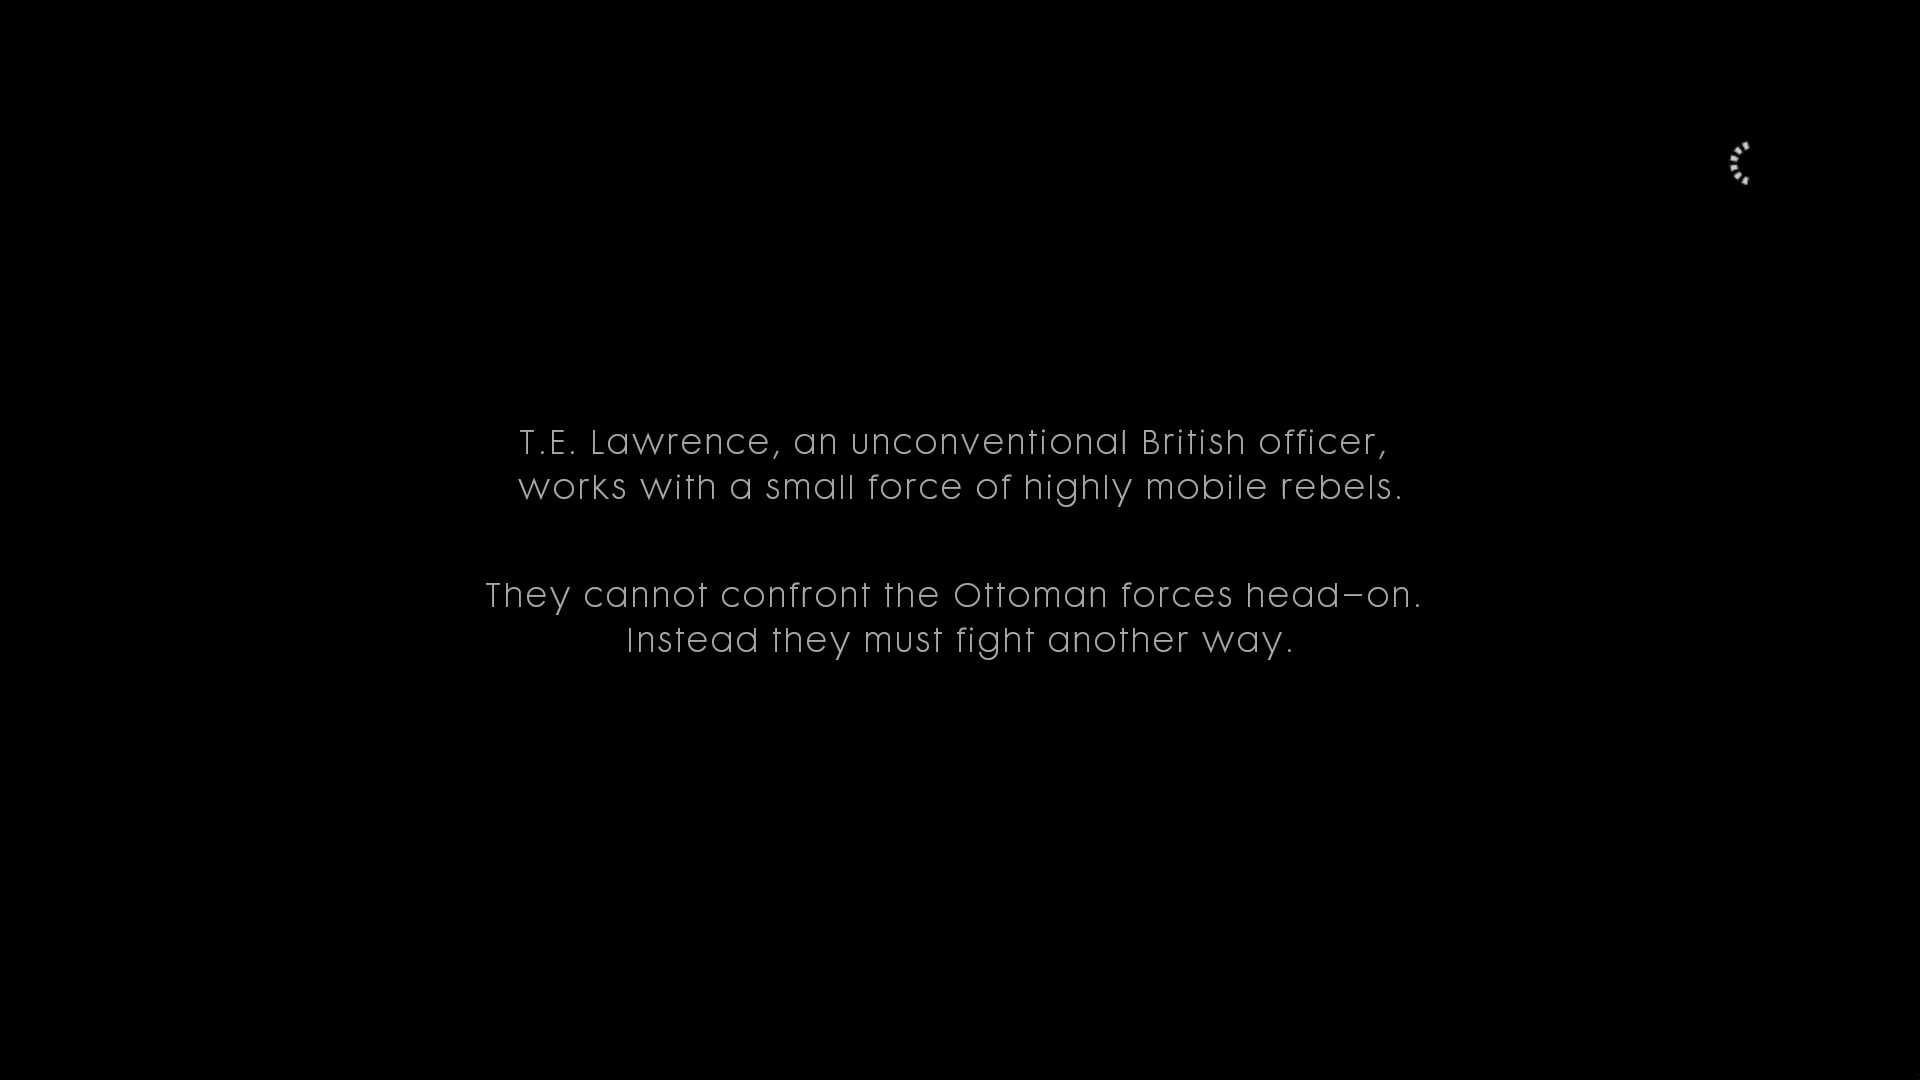 T.E. Lawrence, an unconventional British officer,
works with a small force of highly mobile rebels.
They cannot confront the Ottoman forces head-on.
Instead they must fight another way.